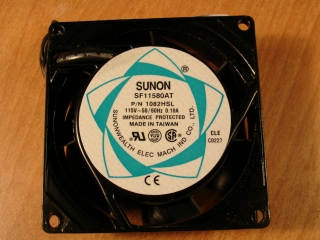 SUNON
SF11580AT
P/N 1082HSL
115V~50/60Hz 0.10A
IMPEDANCE PROTECTED
MADE IN TAIWAN
SUNONWEALTH ELEC MACH IND CO., LTD.
CLE
C0227
CE